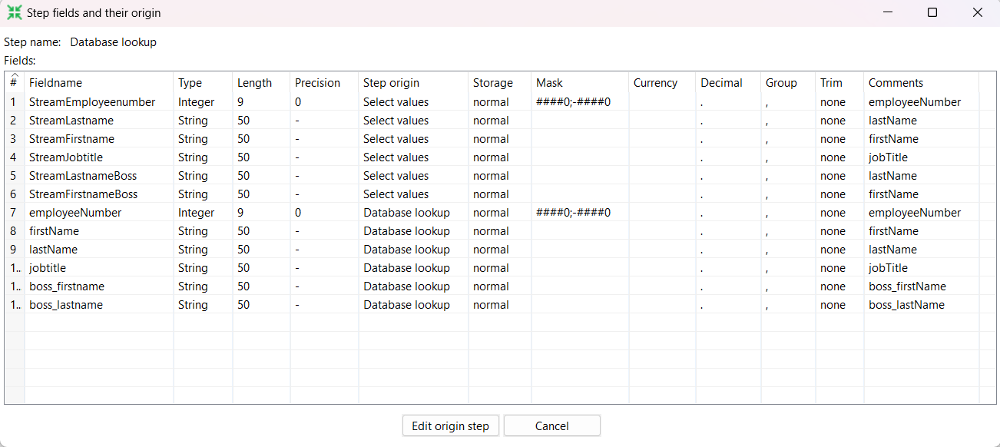 Step fields and their origin
Step name: Database lookup
Fields:
# Fieldname Type Length Precision Step origin Storage Mask Currency Decimal Group Trim Comments
1 StreamEmployeenumber Integer 9 0 Select values normal ####0;-####0 . , none employeeNumber
2 StreamLastname String 50 - Select values normal . , none lastName
3 StreamFirstname String 50 - Select values normal . , none firstName
4 StreamJobtitle String 50 - Select values normal . , none jobTitle
5 StreamLastnameBoss String 50 - Select values normal . , none lastName
6 StreamFirstnameBoss String 50 - Select values normal . , none firstName
7 employeeNumber Integer 9 0 Database lookup normal ####0;-####0 . , none employeeNumber
8 firstName String 50 - Database lookup normal . , none firstName
9 lastName String 50 - Database lookup normal . , none lastName
1.. jobtitle String 50 - Database lookup normal . , none jobTitle
1.. boss_firstname String 50 - Database lookup normal . , none boss_firstName
1.. boss_lastname String 50 - Database lookup normal . , none boss_lastName
Edit origin step Cancel